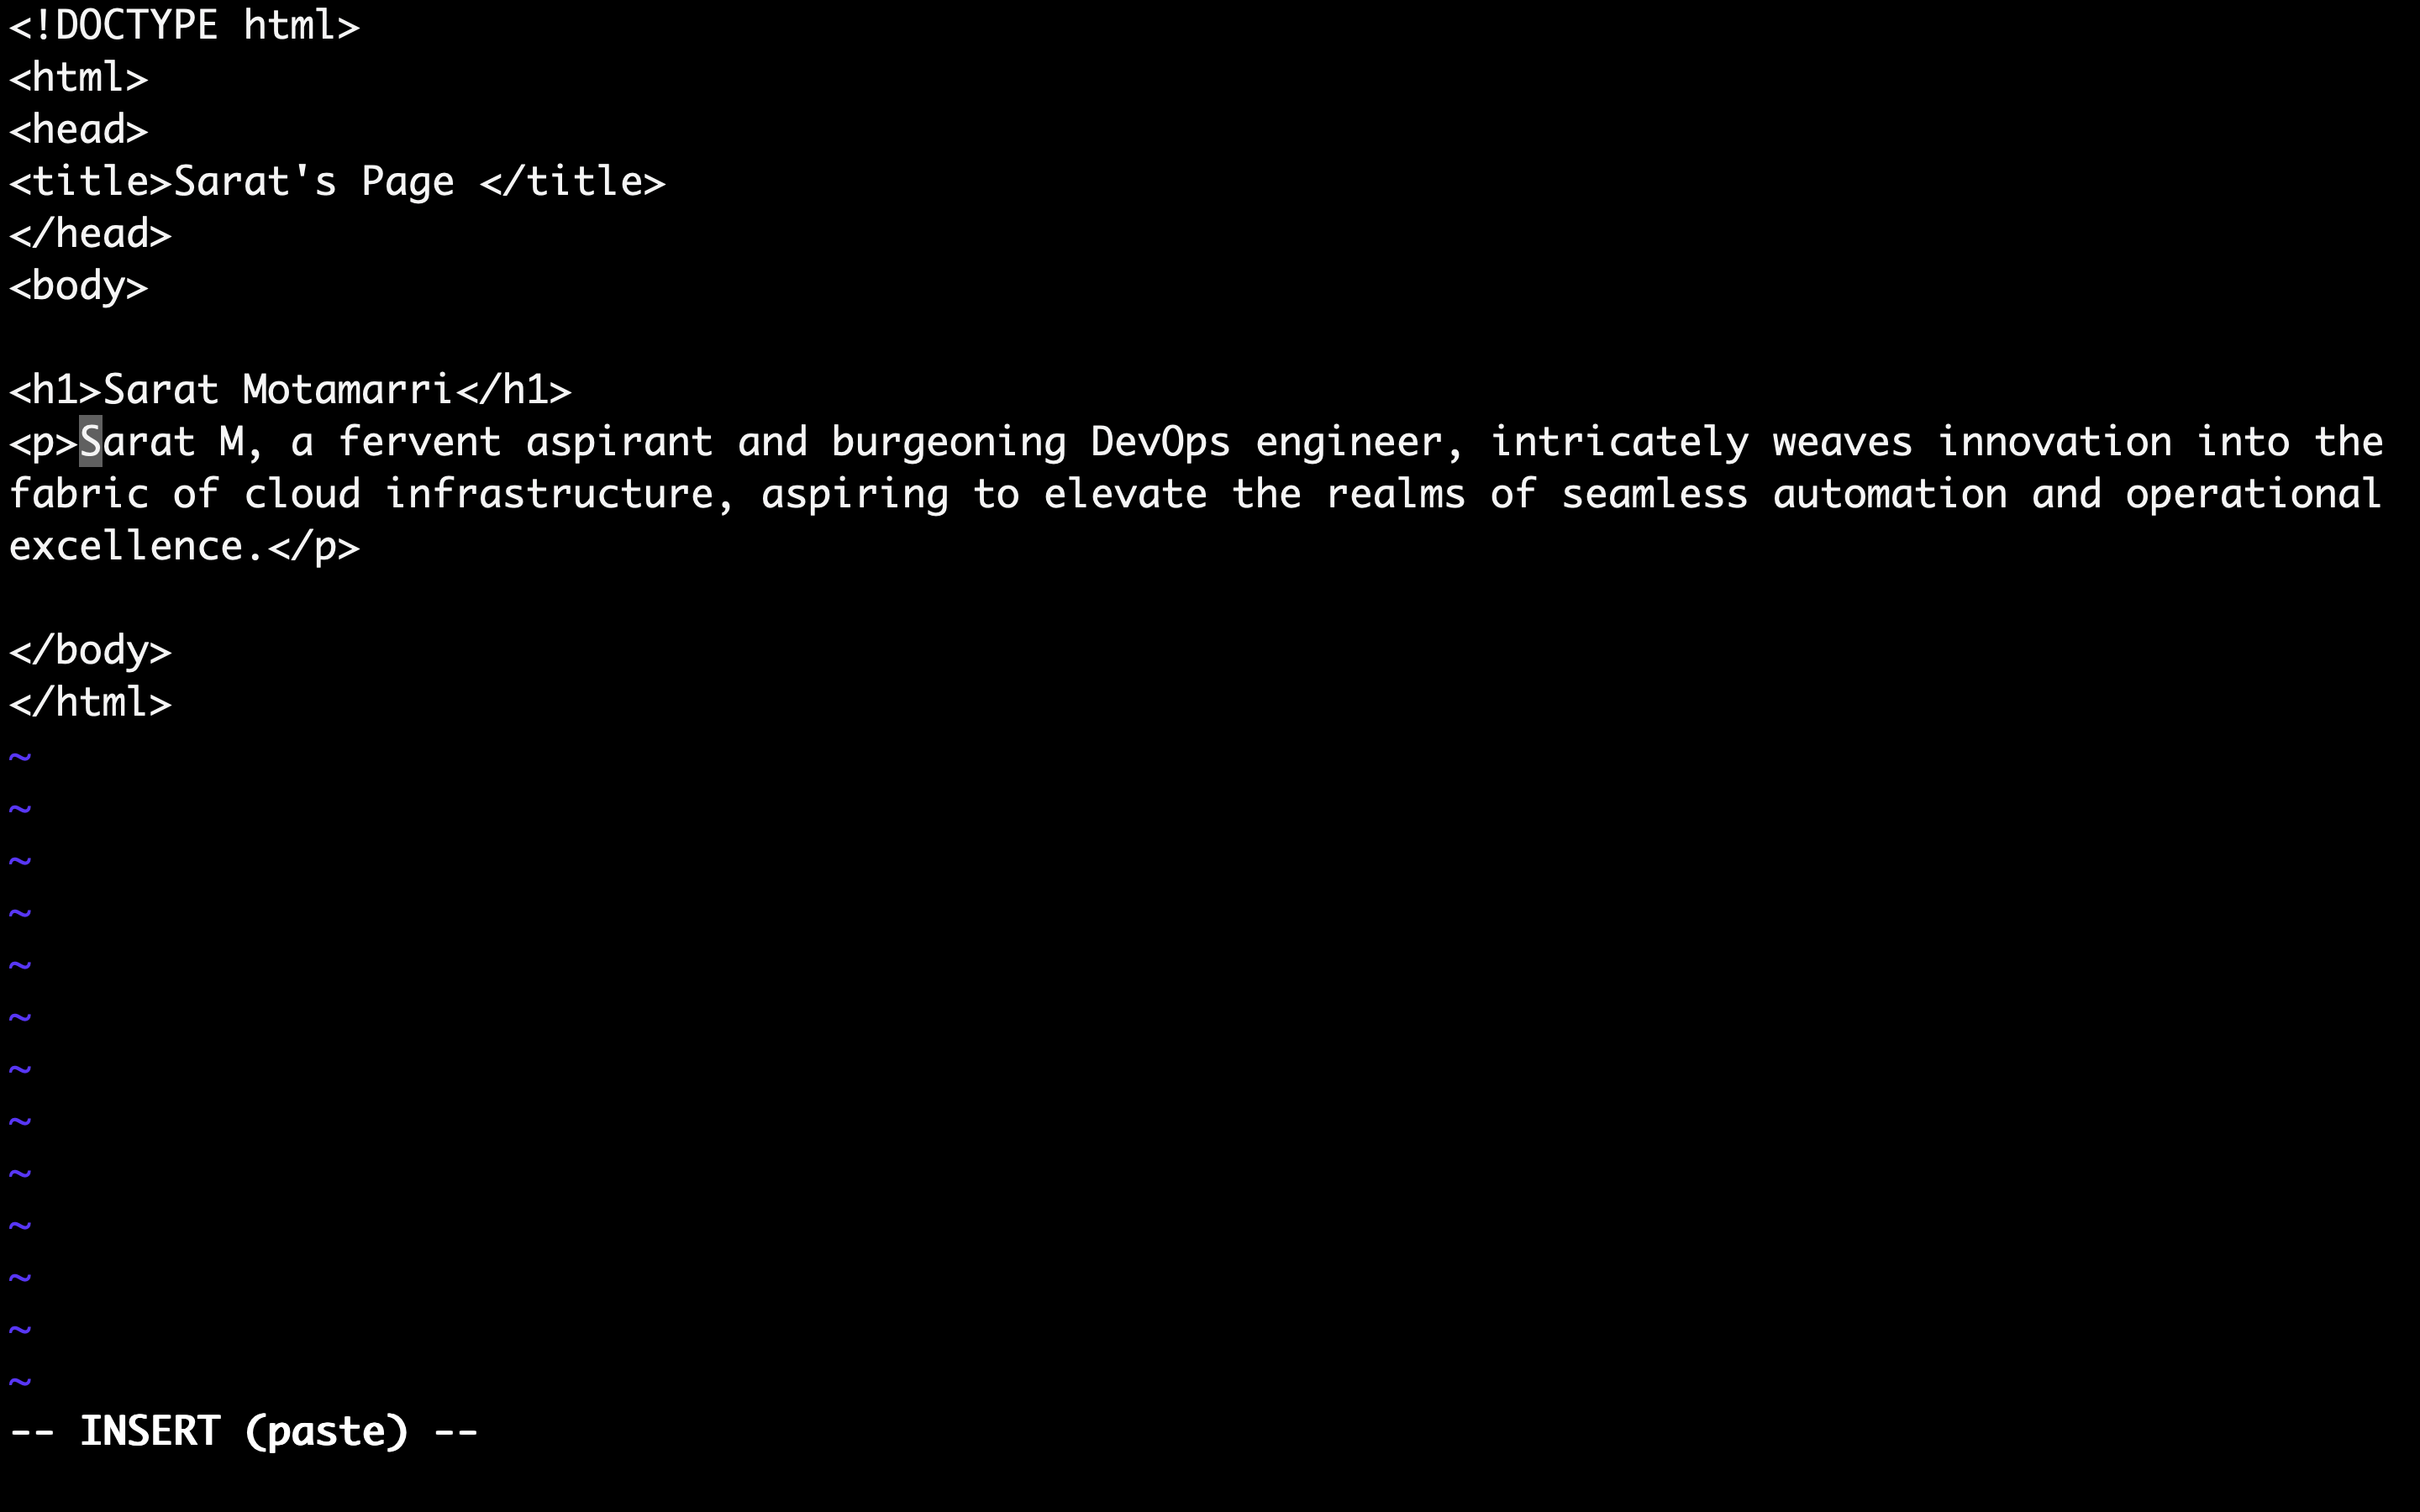 <!DOCTYPE html>
<html>
<head>
<title>Sarat's Page </title>
</head>
<body>

<h1>Sarat Motamarri</h1>
<p>Sarat M, a fervent aspirant and burgeoning DevOps engineer, intricately weaves innovation into the
fabric of cloud infrastructure, aspiring to elevate the realms of seamless automation and operational
excellence.</p>

</body>
</html>
~
~
~
~
~
~
~
~
~
~
~
~
~
-- INSERT (paste) --